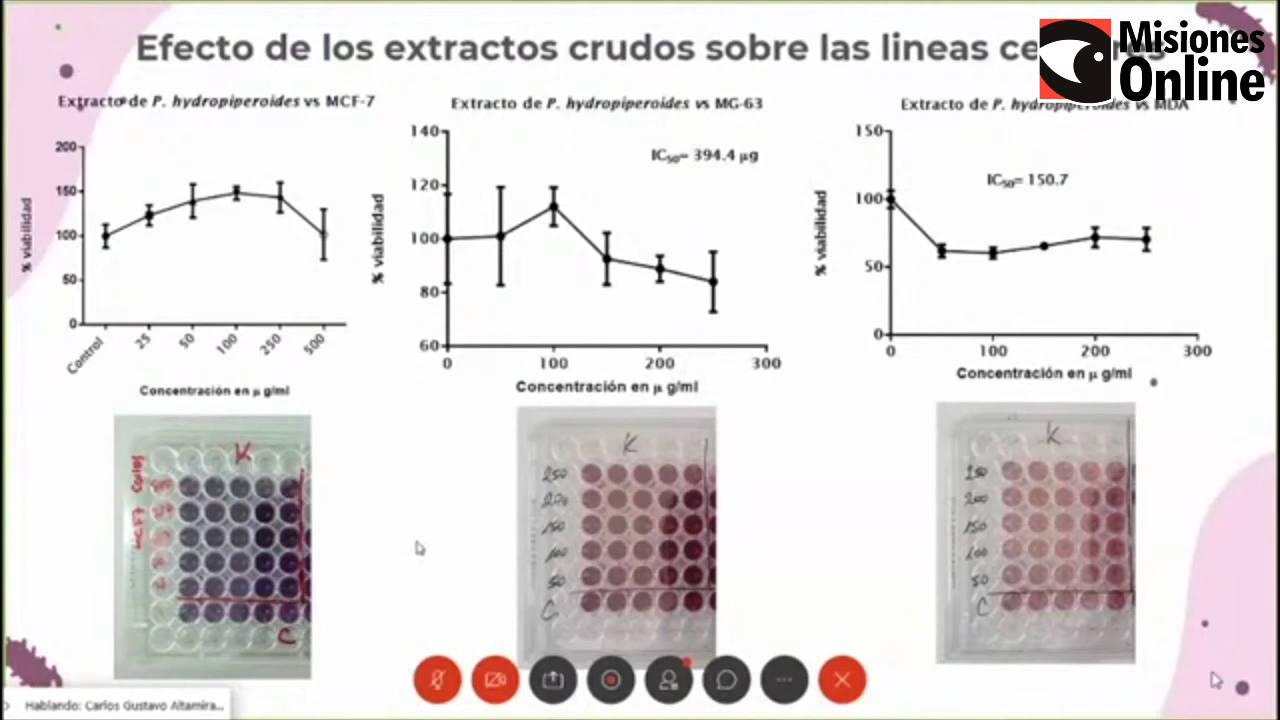 Efecto de los extractos crudos sobre las lineas
Misiones
Online
Extracto de P. hydropiperoides vs MCF-7
200
150
100
50
0
% viabilidad
Control
25
50
100
250
500
Concentración en µ g/ml
Extracto de P. hydropiperoides vs MG-63
IC50= 394.4 µg
140
120
100
80
60
% viabilidad
0
100
200
300
Concentración en µ g/ml
Extracto de P. hydropiperoides vs MDA
IC50= 150.7
150
100
50
0
% viabilidad
0
100
200
300
Concentración en µ g/ml
K
MCF7
C
K
250
200
150
100
50
C
K
250
200
150
100
50
C
Hablando: Carlos Gustavo Altamira...